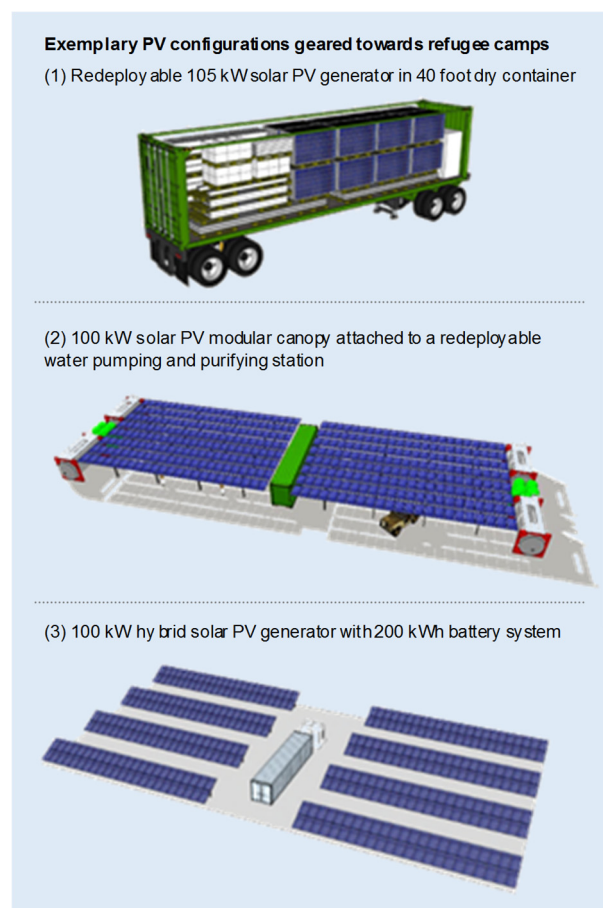 Exemplary PV configurations geared towards refugee camps
(1) Redeployable 105 kW solar PV generator in 40 foot dry container
(2) 100 kW solar PV modular canopy attached to a redeployable
water pumping and purifying station
(3) 100 kW hybrid solar PV generator with 200 kWh battery system